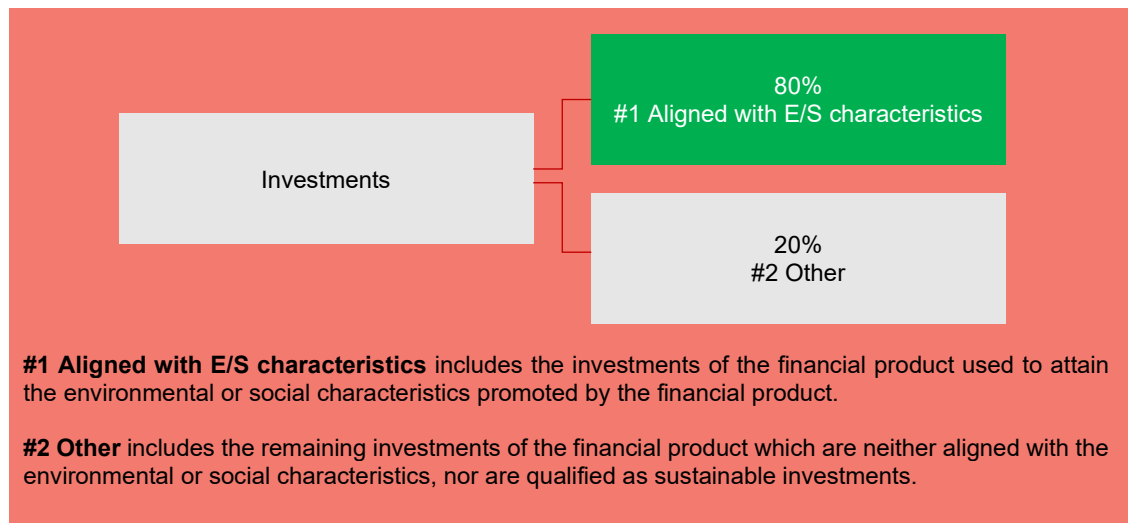 80%
#1 Aligned with E/S characteristics
Investments
20%
#2 Other
#1 Aligned with E/S characteristics includes the investments of the financial product used to attain
the environmental or social characteristics promoted by the financial product.
#2 Other includes the remaining investments of the financial product which are neither aligned with the
environmental or social characteristics, nor are qualified as sustainable investments.